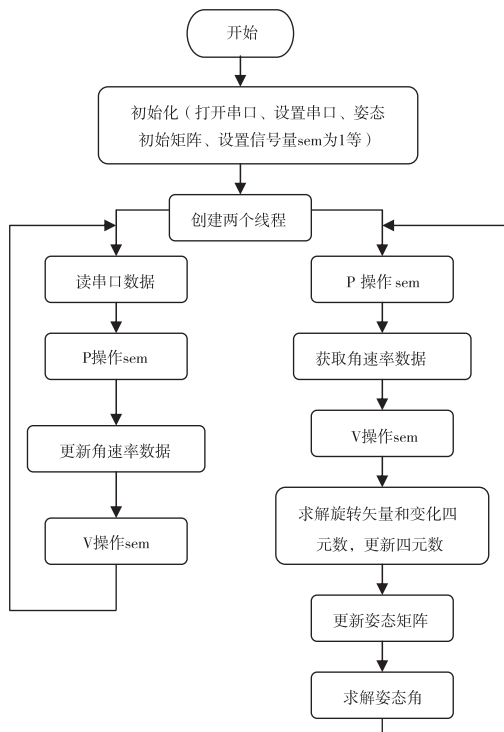 开始
初始化（打开串口、设置串口、姿态
初始矩阵、设置信号量sem为1等）
创建两个线程
读串口数据
P操作sem
更新角速率数据
V操作sem
P 操作 sem
获取角速率数据
V操作sem
求解旋转矢量和变化四
元数，更新四元数
更新姿态矩阵
求解姿态角